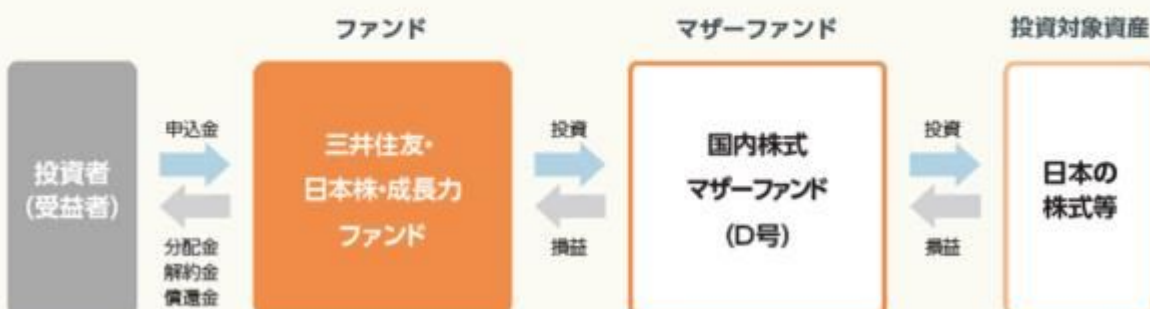 ファンド
マザーファンド
投資対象資産
投資者
(受益者)
申込金
分配金
解約金
償還金
三井住友・
日本株・成長力
ファンド
投資
損益
国内株式
マザーファンド
(D号)
投資
損益
日本の
株式等